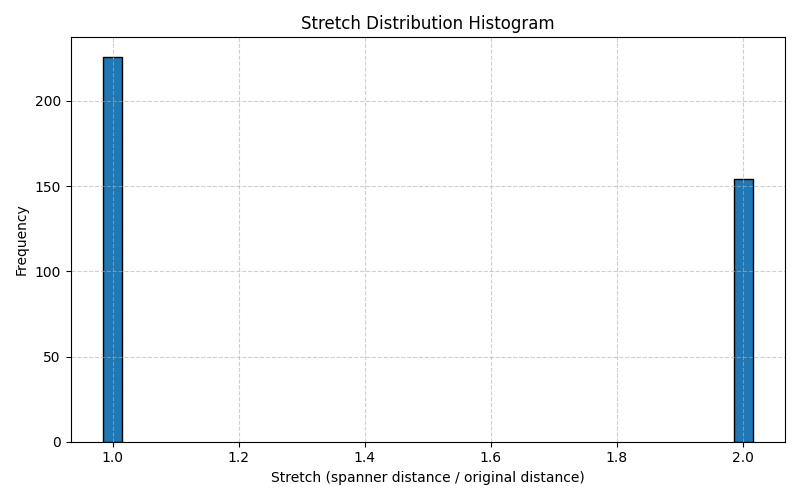 Stretch Distribution Histogram
Frequency
200
150
100
50
0
1.0 1.2 1.4 1.6 1.8 2.0
Stretch (spanner distance / original distance)